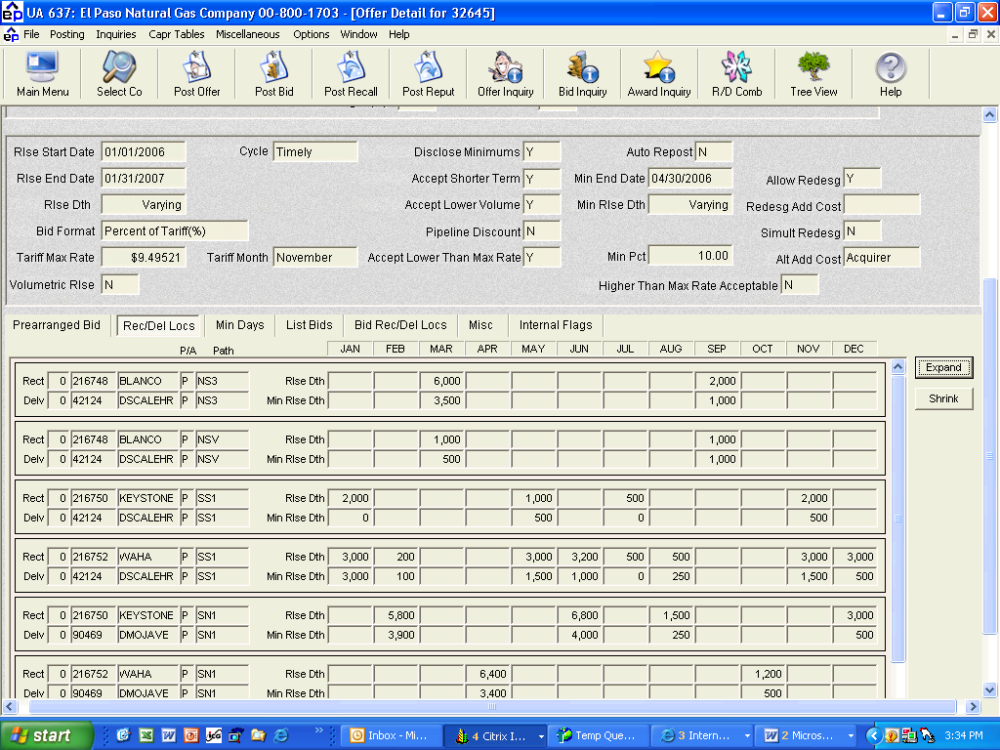 UA 637: El Paso Natural Gas Company 00-800-1703 - [Offer Detail for 32645]
File Posting Inquiries Capr Tables Miscellaneous Options Window Help
Main Menu Select Co Post Offer Post Bid Post Recall Post Reput Offer Inquiry Bid Inquiry Award Inquiry R/D Comb Tree View Help
Rlse Start Date 01/01/2006 Cycle Timely Disclose Minimums Y Auto Repost N
Rlse End Date 01/31/2007 Accept Shorter Term Y Min End Date 04/30/2006 Allow Redesg Y
Rlse Dth Varying Accept Lower Volume Y Min Rlse Dth Varying Redesg Add Cost
Bid Format Percent of Tariff(%) Pipeline Discount N Simult Redesg N
Tariff Max Rate $9.49521 Tariff Month November Accept Lower Than Max Rate Y Min Pct 10.00 Alt Add Cost Acquirer
Volumetric Rlse N Higher Than Max Rate Acceptable N
Prearranged Bid Rec/Del Locs Min Days List Bids Bid Rec/Del Locs Misc Internal Flags
P/A Path JAN FEB MAR APR MAY JUN JUL AUG SEP OCT NOV DEC
Expand
Rect 0 216748 BLANCO P NS3 Rlse Dth 6,000 2,000
Delv 0 42124 DSCALEHR P NS3 Min Rlse Dth 3,500 1,000
Shrink
Rect 0 216748 BLANCO P NSV Rlse Dth 1,000 1,000
Delv 0 42124 DSCALEHR P NSV Min Rlse Dth 500 1,000
Rect 0 216750 KEYSTONE P SS1 Rlse Dth 2,000 1,000 500 2,000
Delv 0 42124 DSCALEHR P SS1 Min Rlse Dth 0 500 0 500
Rect 0 216752 WAHA P SS1 Rlse Dth 3,000 200 3,000 3,200 500 500 3,000 3,000
Delv 0 42124 DSCALEHR P SS1 Min Rlse Dth 3,000 100 1,500 1,000 0 250 1,500 500
Rect 0 216750 KEYSTONE P SN1 Rlse Dth 5,800 6,800 1,500 3,000
Delv 0 90469 DMOJAVE P SN1 Min Rlse Dth 3,900 4,000 250 500
Rect 0 216752 WAHA P SN1 Rlse Dth 6,400 1,200
Delv 0 90469 DMOJAVE P SN1 Min Rlse Dth 3,400 500
start Inbox - Mi... 4 Citrix I... Temp Que... 3 Intern... 2 Micros... 3:34 PM